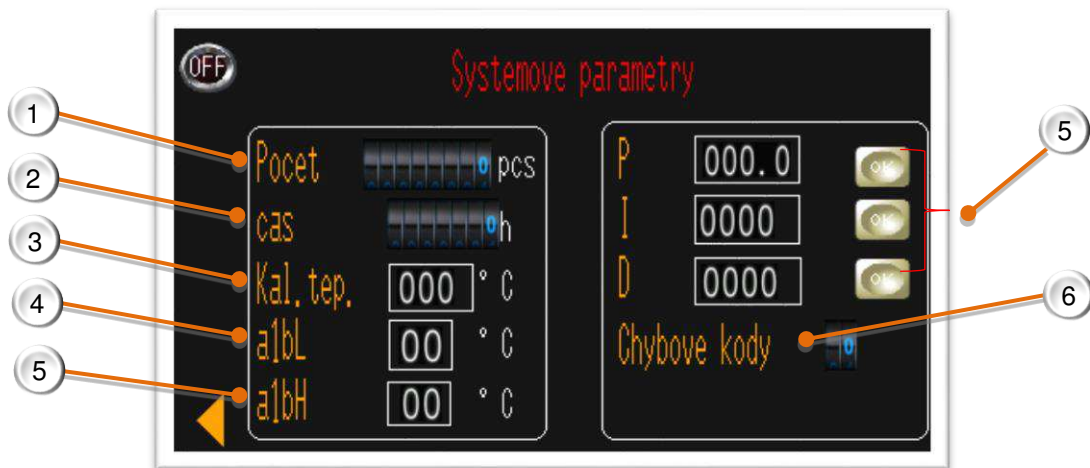 OFF
Systemove parametry
1
Pocet 0 pcs
2
cas 0 h
3
Kal.tep. 000 ° C
4
a1bL 00 ° C
5
a1bH 00 ° C
P 000.0 OK
I 0000 OK
D 0000 OK
5
Chybove kody 0
6